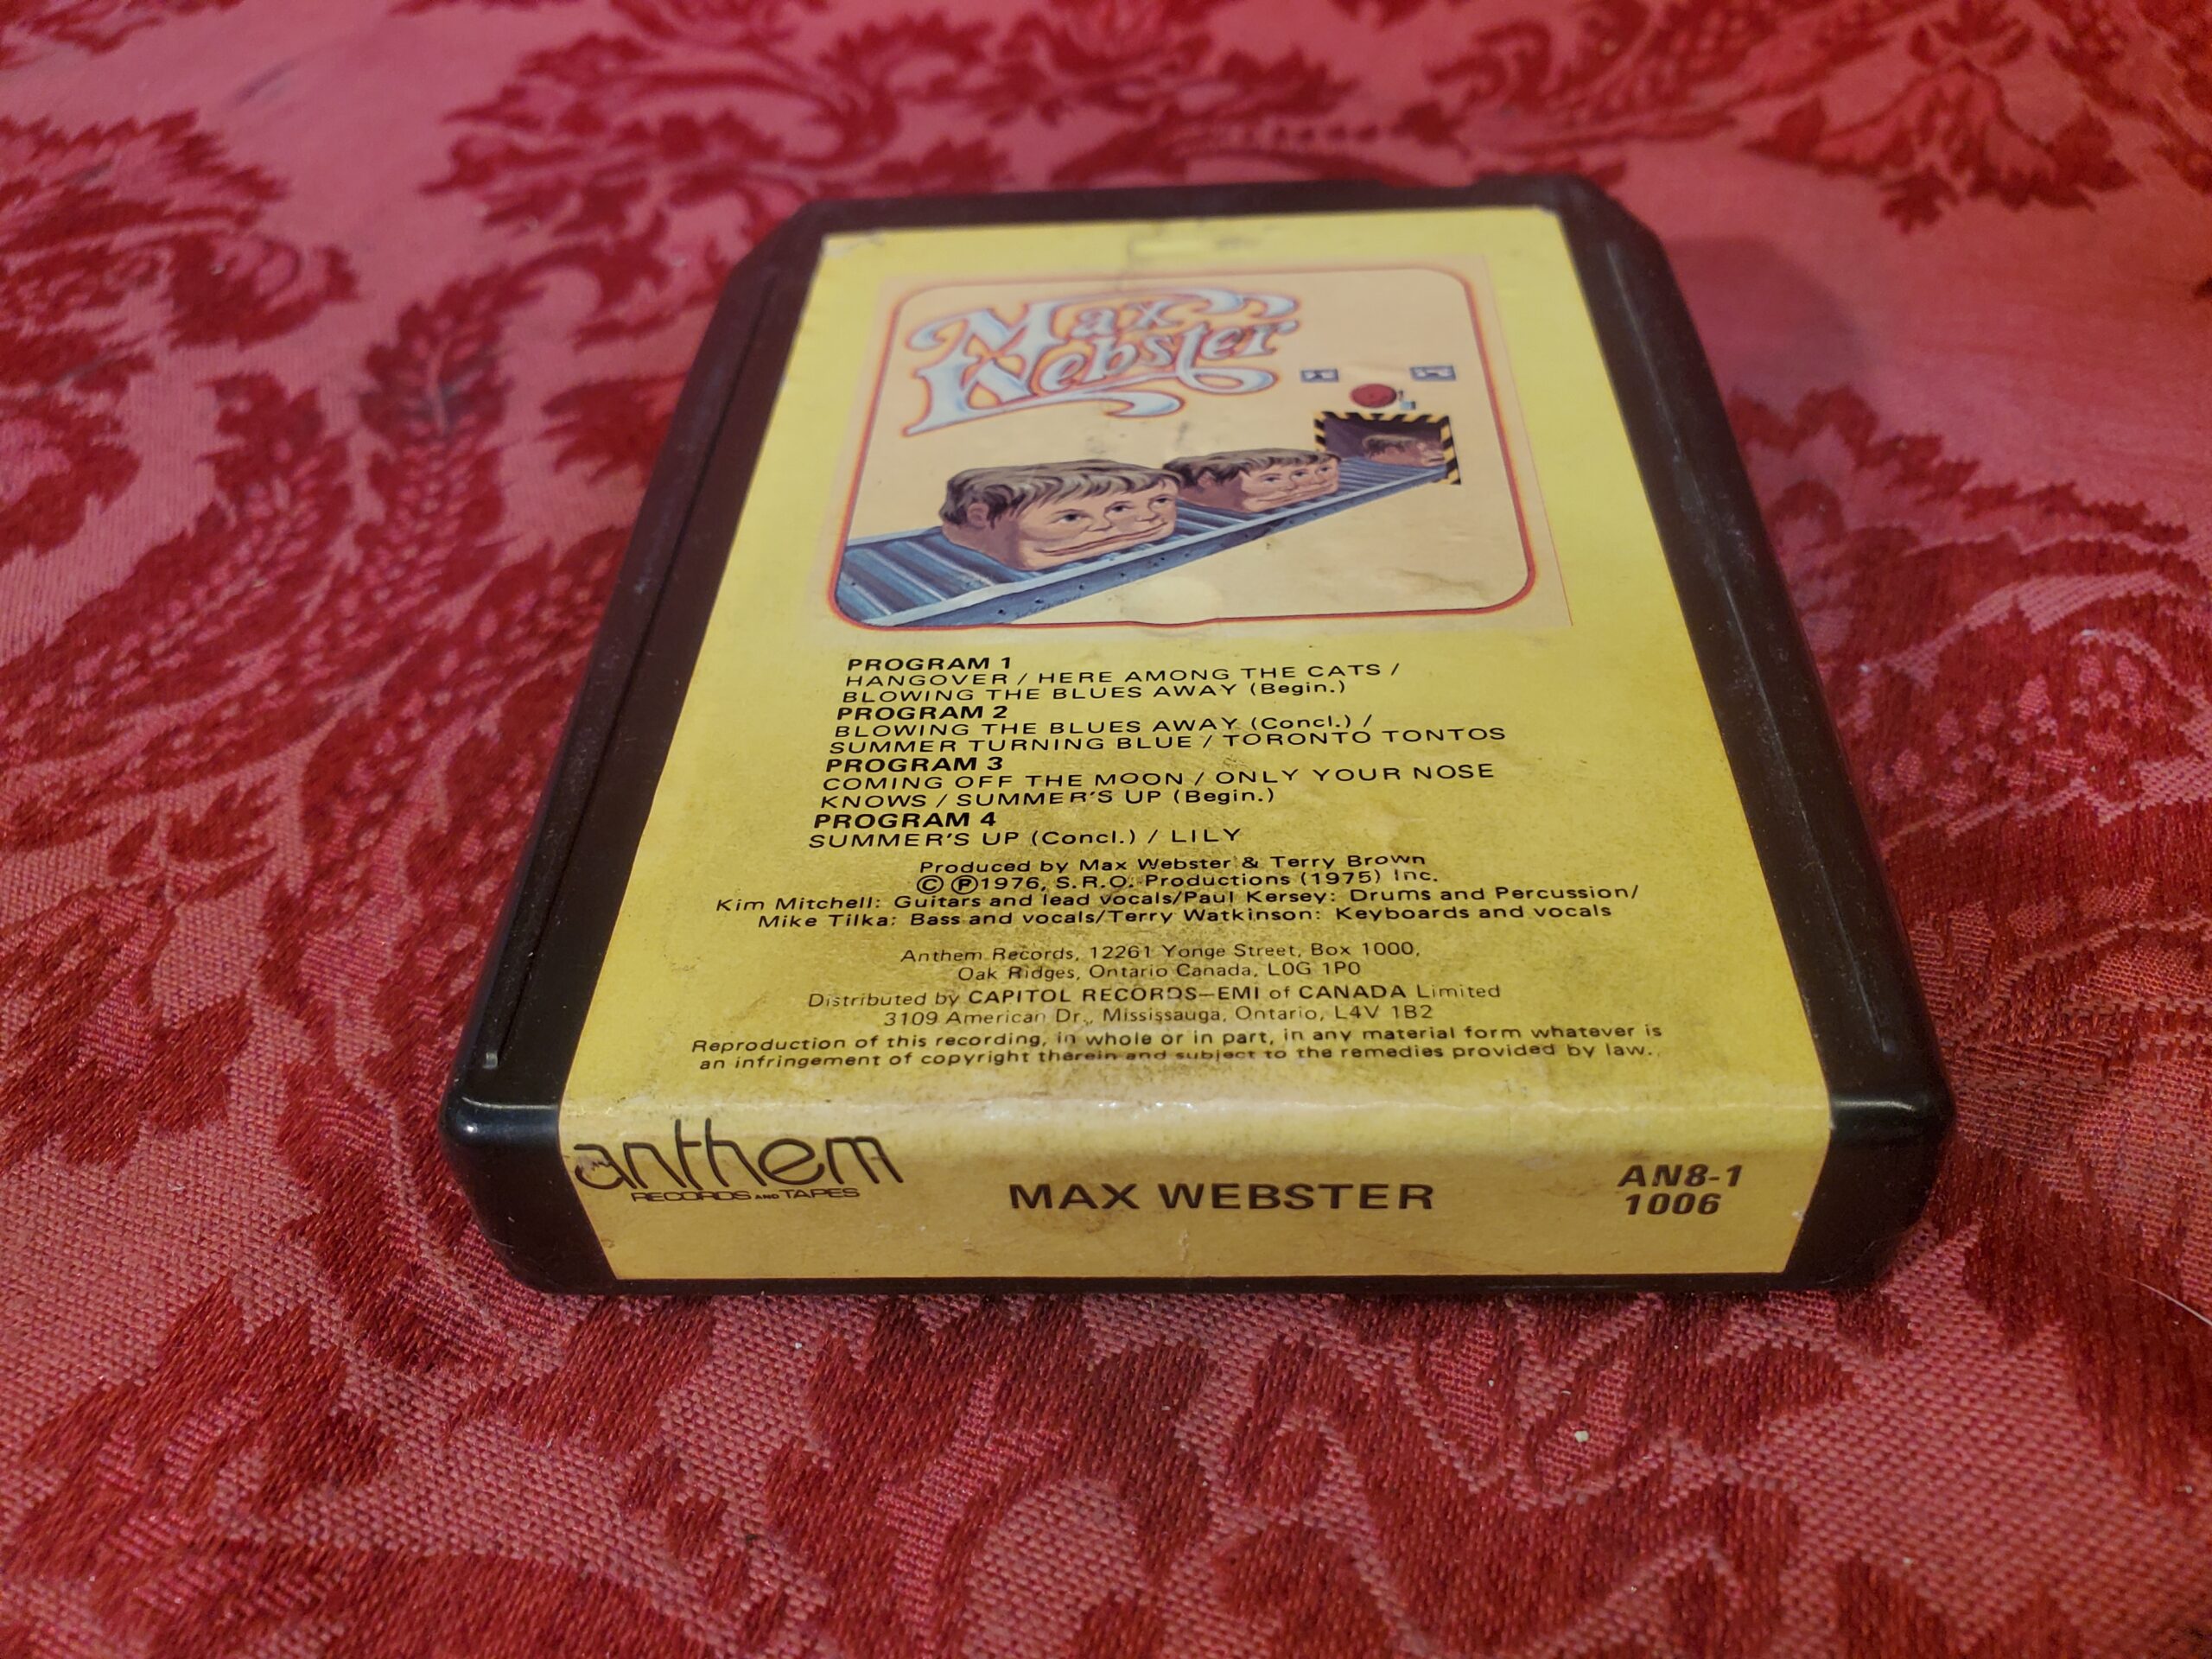 Max
Webster
PROGRAM 1
HANGOVER / HERE AMONG THE CATS /
BLOWING THE BLUES AWAY (Begin.)
PROGRAM 2
BLOWING THE BLUES AWAY (Concl.) /
SUMMER TURNING BLUE / TORONTO TONTOS
PROGRAM 3
COMING OFF THE MOON / ONLY YOUR NOSE
KNOWS / SUMMER'S UP (Begin.)
PROGRAM 4
SUMMER'S UP (Concl.) / LILY
Produced by Max Webster & Terry Brown
© ℗1976, S.R.O. Productions (1975) Inc.
Kim Mitchell: Guitars and lead vocals/Paul Kersey: Drums and Percussion/
Mike Tilka: Bass and vocals/Terry Watkinson: Keyboards and vocals
Anthem Records, 12261 Yonge Street, Box 1000,
Oak Ridges, Ontario Canada, L0G 1P0
Distributed by CAPITOL RECORDS–EMI of CANADA Limited
3109 American Dr., Mississauga, Ontario, L4V 1B2
Reproduction of this recording, in whole or in part, in any material form whatever is
an infringement of copyright therein and subject to the remedies provided by law.
anthem
RECORDS AND TAPES
MAX WEBSTER
AN8-1
1006